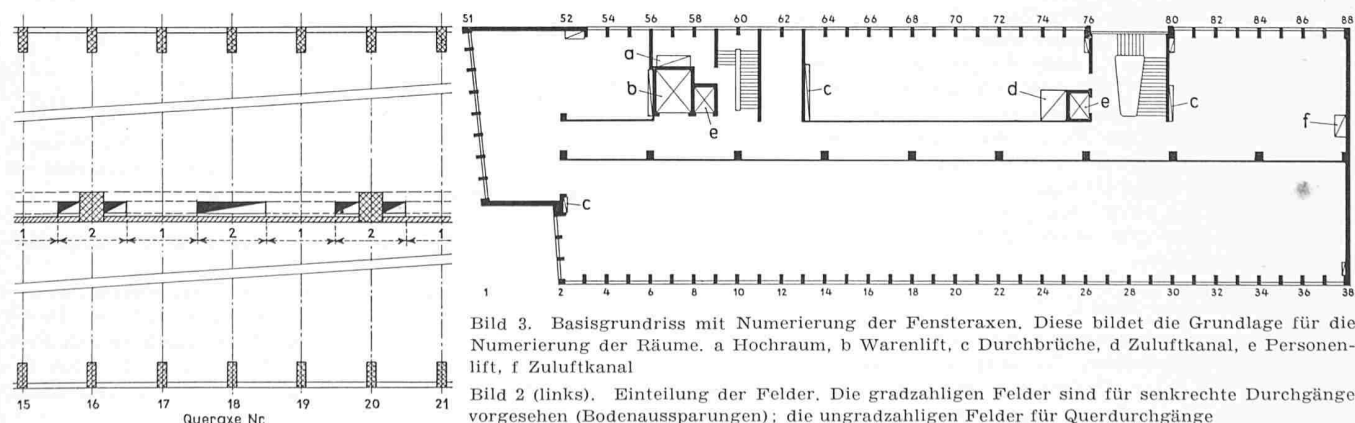 51 52 56 58 60 62 64 66 68 70 72 74 76 80 82 84 86 88
a
b
e
c
d
e
c
f
c
1 2 1 2 1 2 1
1 2 4 6 8 10 12 14 16 18 20 22 24 26 28 30 32 34 36 38
15 16 17 18 19 20 21
Queraxe Nr.
Bild 3. Basisgrundriss mit Numerierung der Fensteraxen. Diese bildet die Grundlage für die
Numerierung der Räume. a Hochraum, b Warenlift, c Durchbrüche, d Zuluftkanal, e Personen-
lift, f Zuluftkanal
Bild 2 (links). Einteilung der Felder. Die gradzahligen Felder sind für senkrechte Durchgänge
vorgesehen (Bodenaussparungen); die ungradzahligen Felder für Querdurchgänge